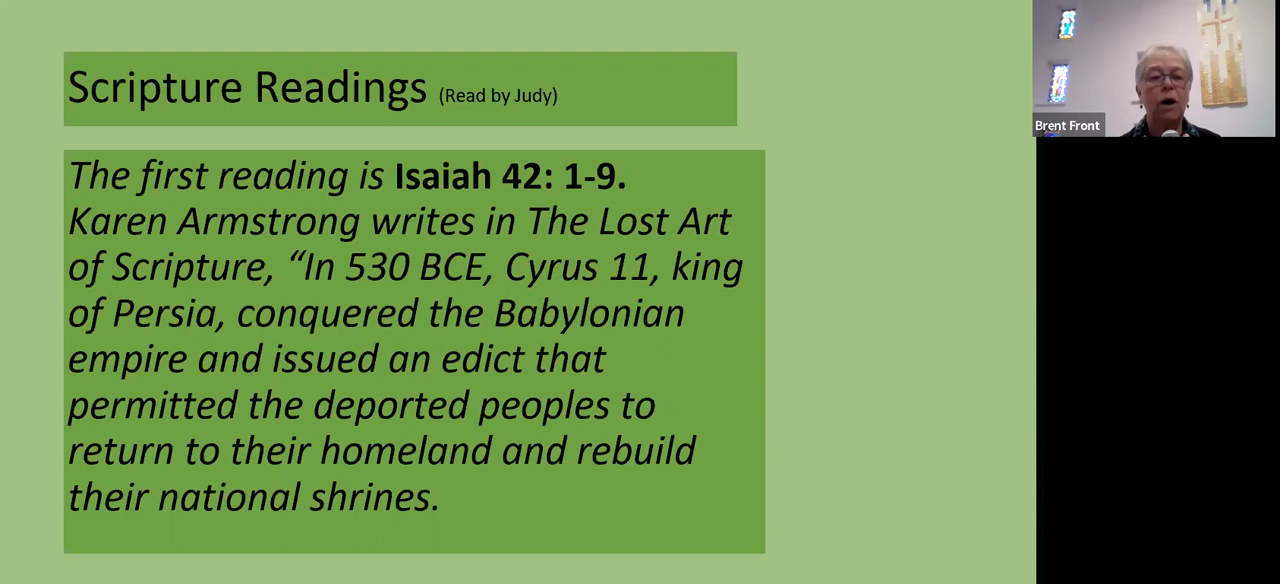 Scripture Readings (Read by Judy)
The first reading is Isaiah 42: 1-9.
Karen Armstrong writes in The Lost Art
of Scripture, “In 530 BCE, Cyrus 11, king
of Persia, conquered the Babylonian
empire and issued an edict that
permitted the deported peoples to
return to their homeland and rebuild
their national shrines.
Brent Front